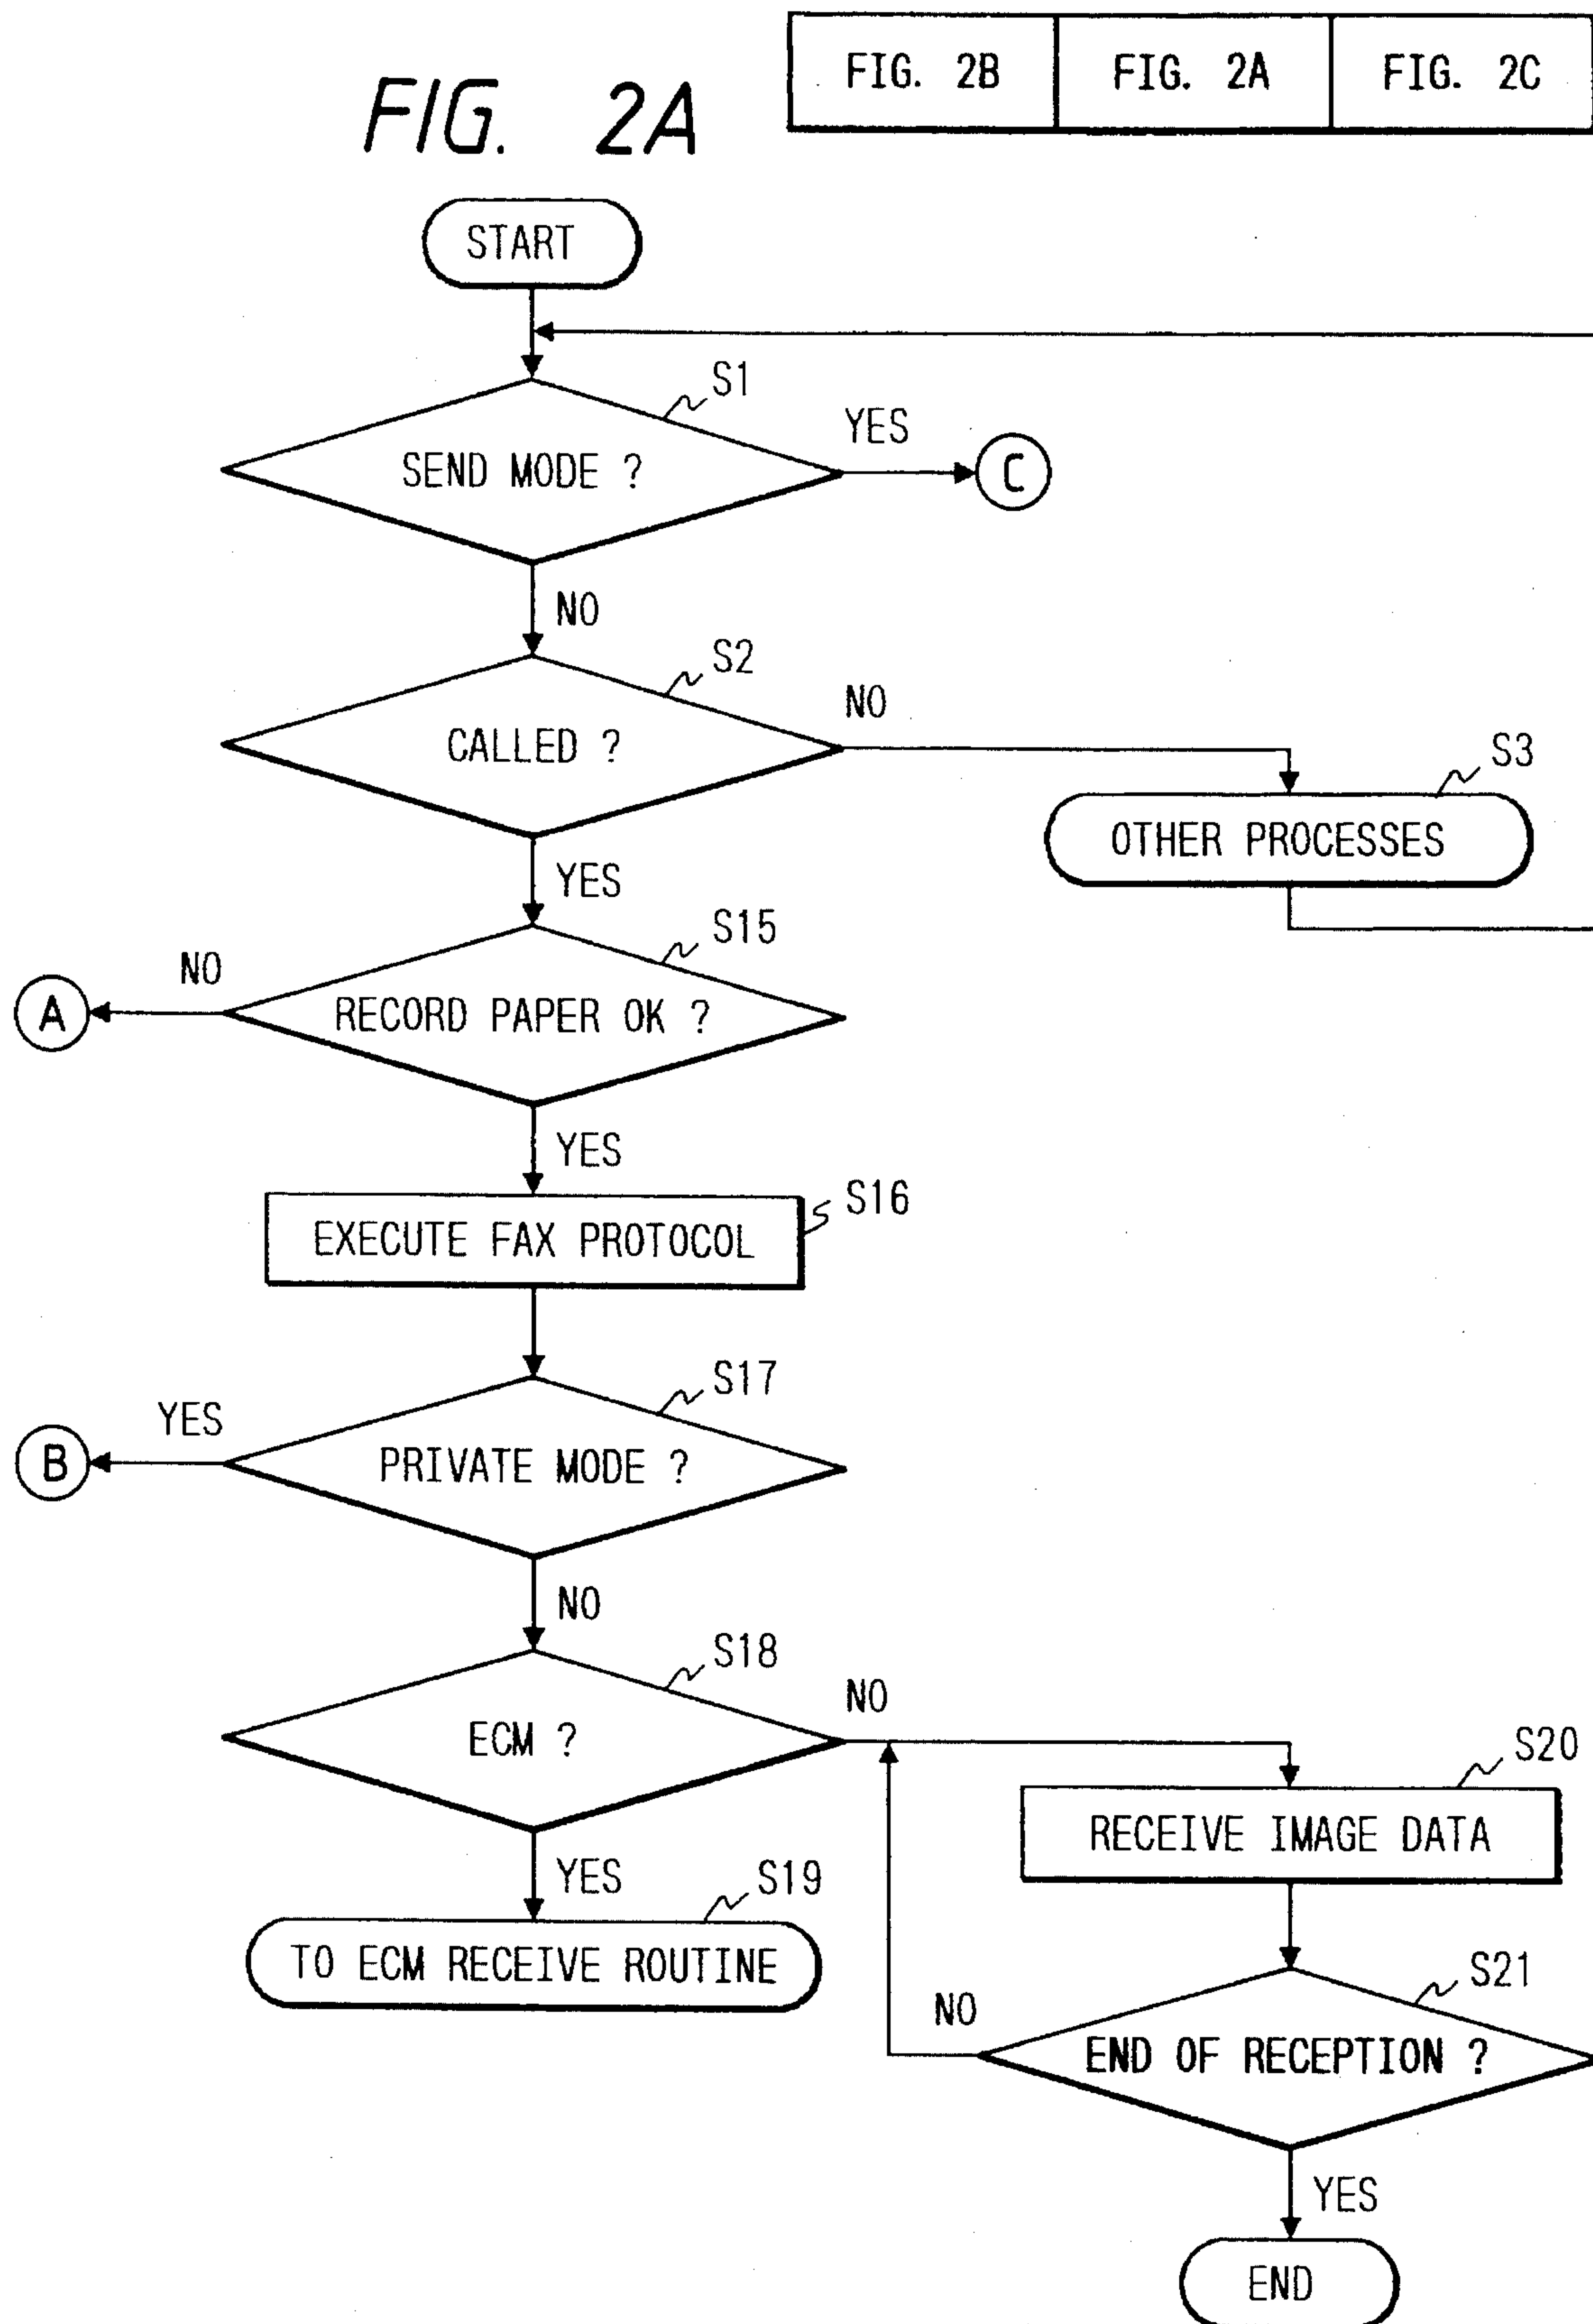 FIG. 2B FIG. 2A FIG. 2C
FIG. 2A
START
S1
SEND MODE ?
YES
C
NO
S2
CALLED ?
NO
S3
OTHER PROCESSES
YES
S15
NO
A
RECORD PAPER OK ?
YES
S16
EXECUTE FAX PROTOCOL
S17
YES
B
PRIVATE MODE ?
NO
S18
ECM ?
NO
S20
RECEIVE IMAGE DATA
YES
S19
TO ECM RECEIVE ROUTINE
S21
NO
END OF RECEPTION ?
YES
END